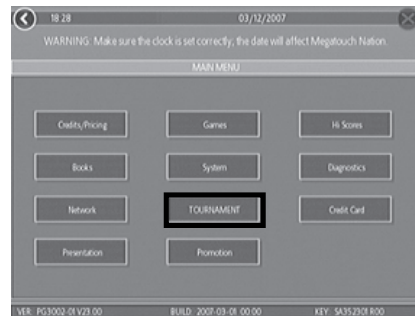 18 28 03/12/2007
WARNING: Make sure the clock is set correctly; the date will affect Megatouch Nation.
MAIN MENU
Credits/Pricing Games Hi Scores
Books System Diagnostics
Network TOURNAMENT Credit Card
Presentation Promotion
VER: PG3002-01 V23.00 BUILD: 2007-03-01 00:00 KEY: SA352301 R00